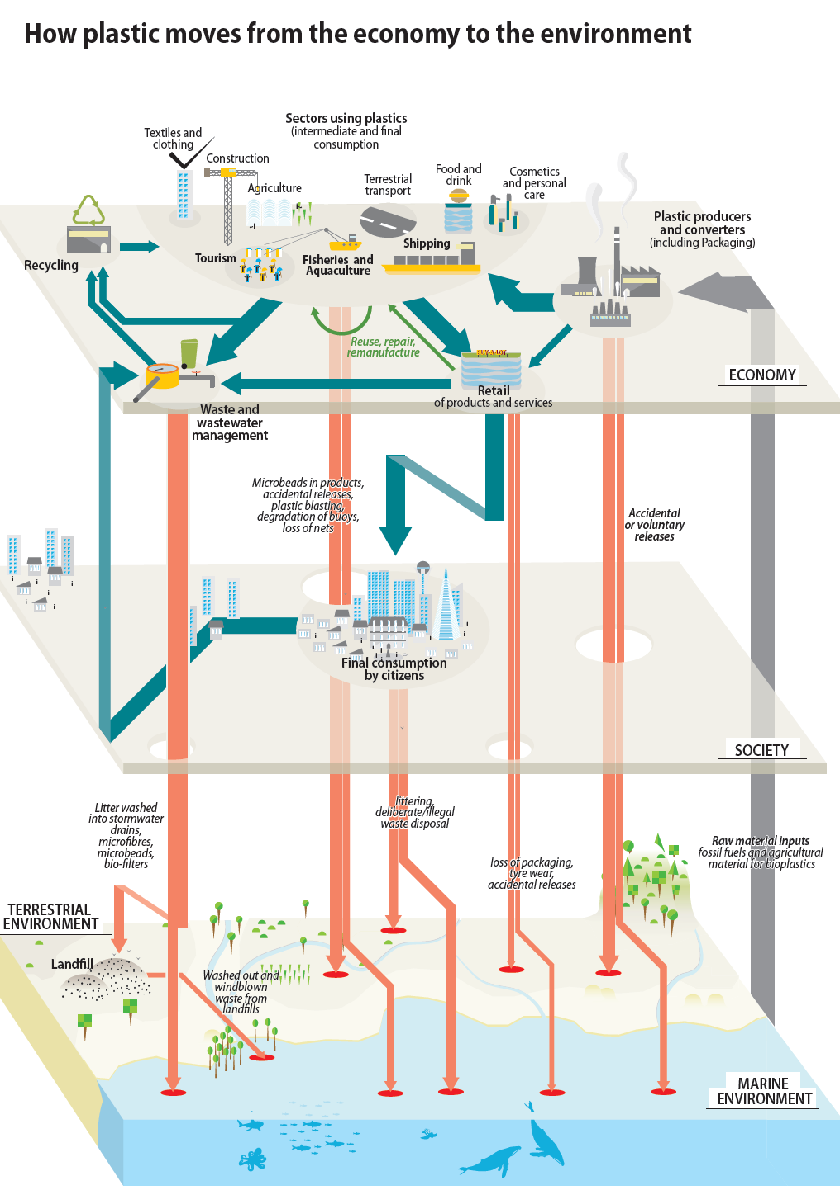 How plastic moves from the economy to the environment
Sectors using plastics
(intermediate and final
consumption
Textiles and
clothing
Construction
Agriculture
Terrestrial
transport
Food and
drink
Cosmetics
and personal
care
Plastic producers
and converters
(including Packaging)
Recycling
Tourism
Fisheries and
Aquaculture
Shipping
Reuse, repair,
remanufacture
Retail
of products and services
ECONOMY
Waste and
wastewater
management
Microbeads in products,
accidental releases,
plastic blasting,
degradation of buoys,
loss of nets
Accidental
or voluntary
releases
Final consumption
by citizens
SOCIETY
Litter washed
into stormwater
drains,
microfibres,
microbeads,
bio-filters
littering,
deliberate/illegal
waste disposal
loss of packaging,
tyre wear,
accidental releases
Raw material inputs
fossil fuels and agricultural
material for bioplastics
TERRESTRIAL
ENVIRONMENT
Landfill
Washed out and
windblown
waste from
landfills
MARINE
ENVIRONMENT